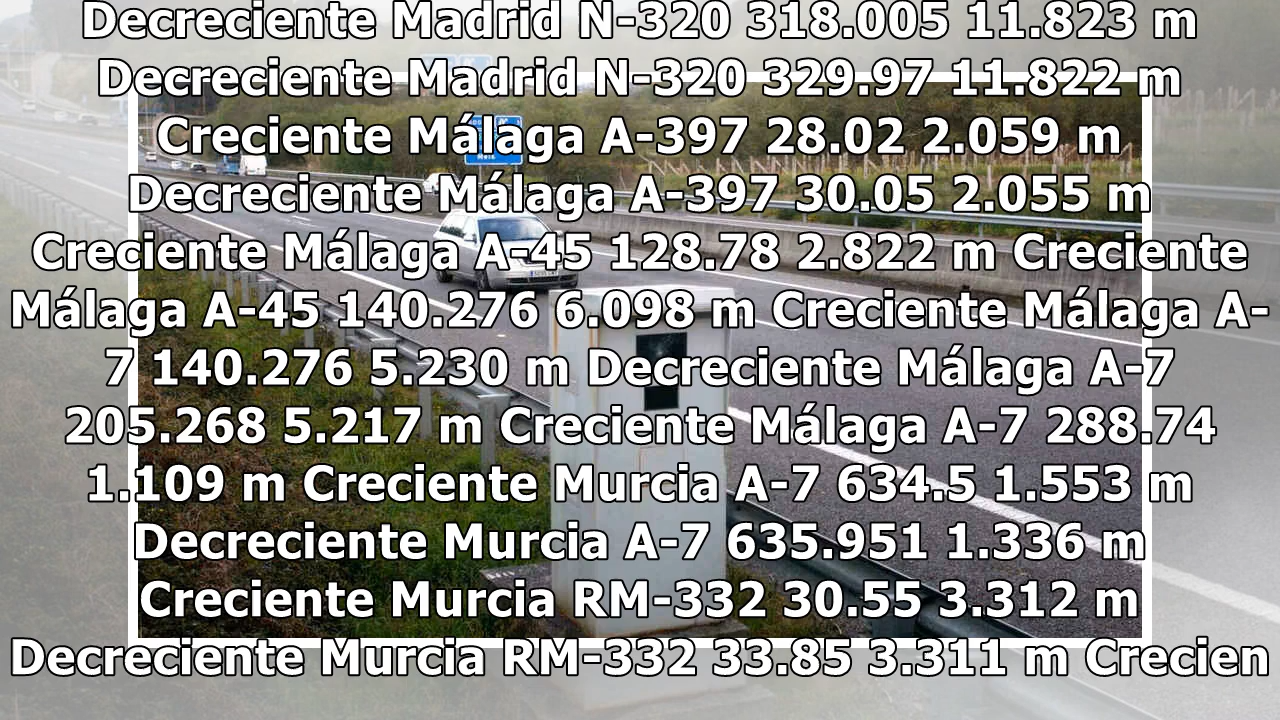 Decreciente Madrid N-320 318.005 11.823 m
Decreciente Madrid N-320 329.97 11.822 m
Creciente Málaga A-397 28.02 2.059 m
Decreciente Málaga A-397 30.05 2.055 m
Creciente Málaga A-45 128.78 2.822 m Creciente
Málaga A-45 140.276 6.098 m Creciente Málaga A-
7 140.276 5.230 m Decreciente Málaga A-7
205.268 5.217 m Creciente Málaga A-7 288.74
1.109 m Creciente Murcia A-7 634.5 1.553 m
Decreciente Murcia A-7 635.951 1.336 m
Creciente Murcia RM-332 30.55 3.312 m
Decreciente Murcia RM-332 33.85 3.311 m Crecien